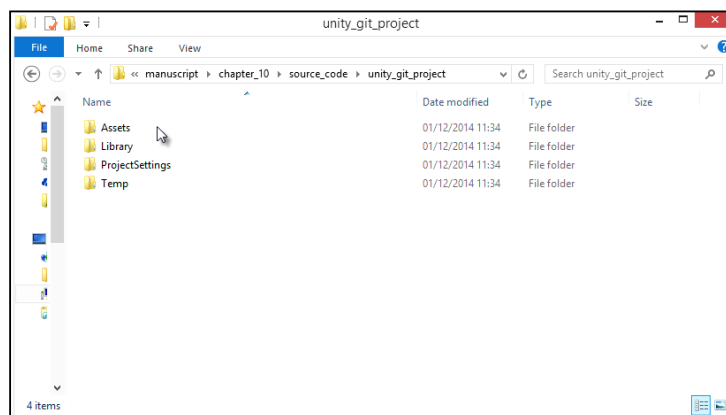 unity_git_project
File Home Share View
« manuscript chapter_10 source_code unity_git_project Search unity_git_project
Name Date modified Type Size
Assets 01/12/2014 11:34 File folder
Library 01/12/2014 11:34 File folder
ProjectSettings 01/12/2014 11:34 File folder
Temp 01/12/2014 11:34 File folder
4 items